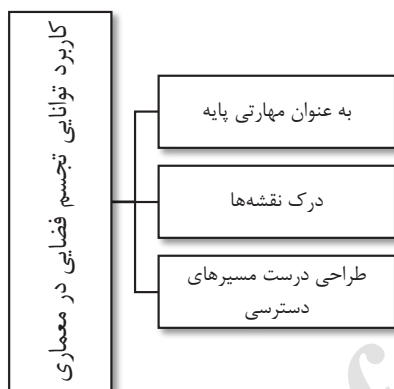 کاربرد توانایی تجسم فضایی در معماری
به عنوان مهارتی پایه
درک نقشه‌ها
طراحی درست مسیرهای
دسترسی